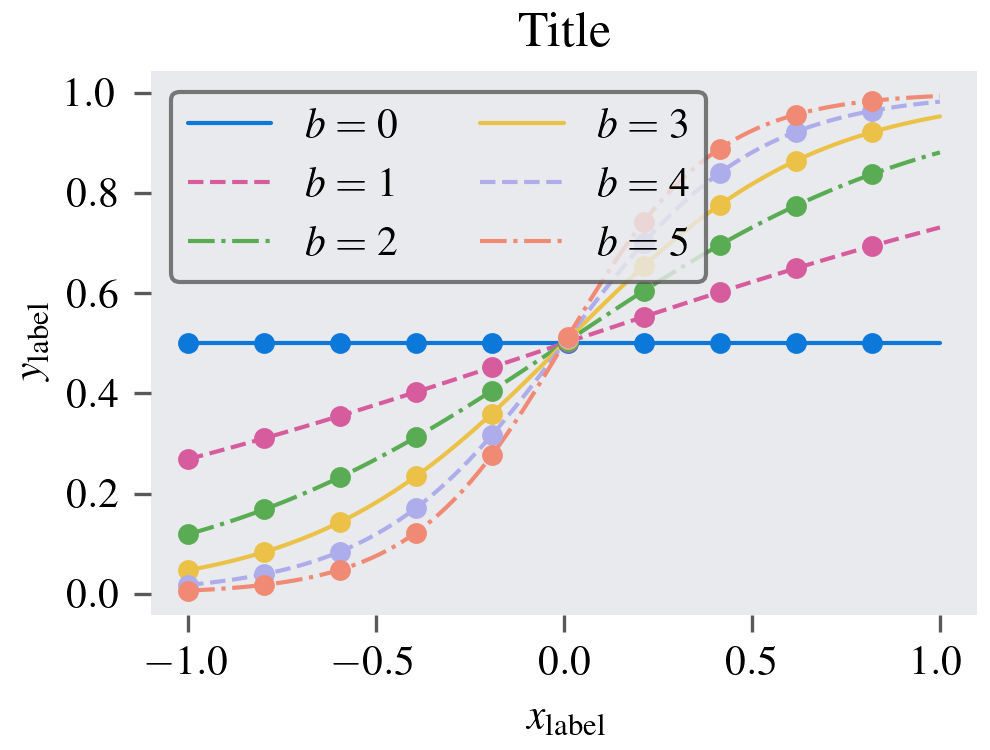 Title
1.0
0.8
0.6
0.4
0.2
0.0
y_label
b = 0
b = 1
b = 2
b = 3
b = 4
b = 5
−1.0 −0.5 0.0 0.5 1.0
x_label